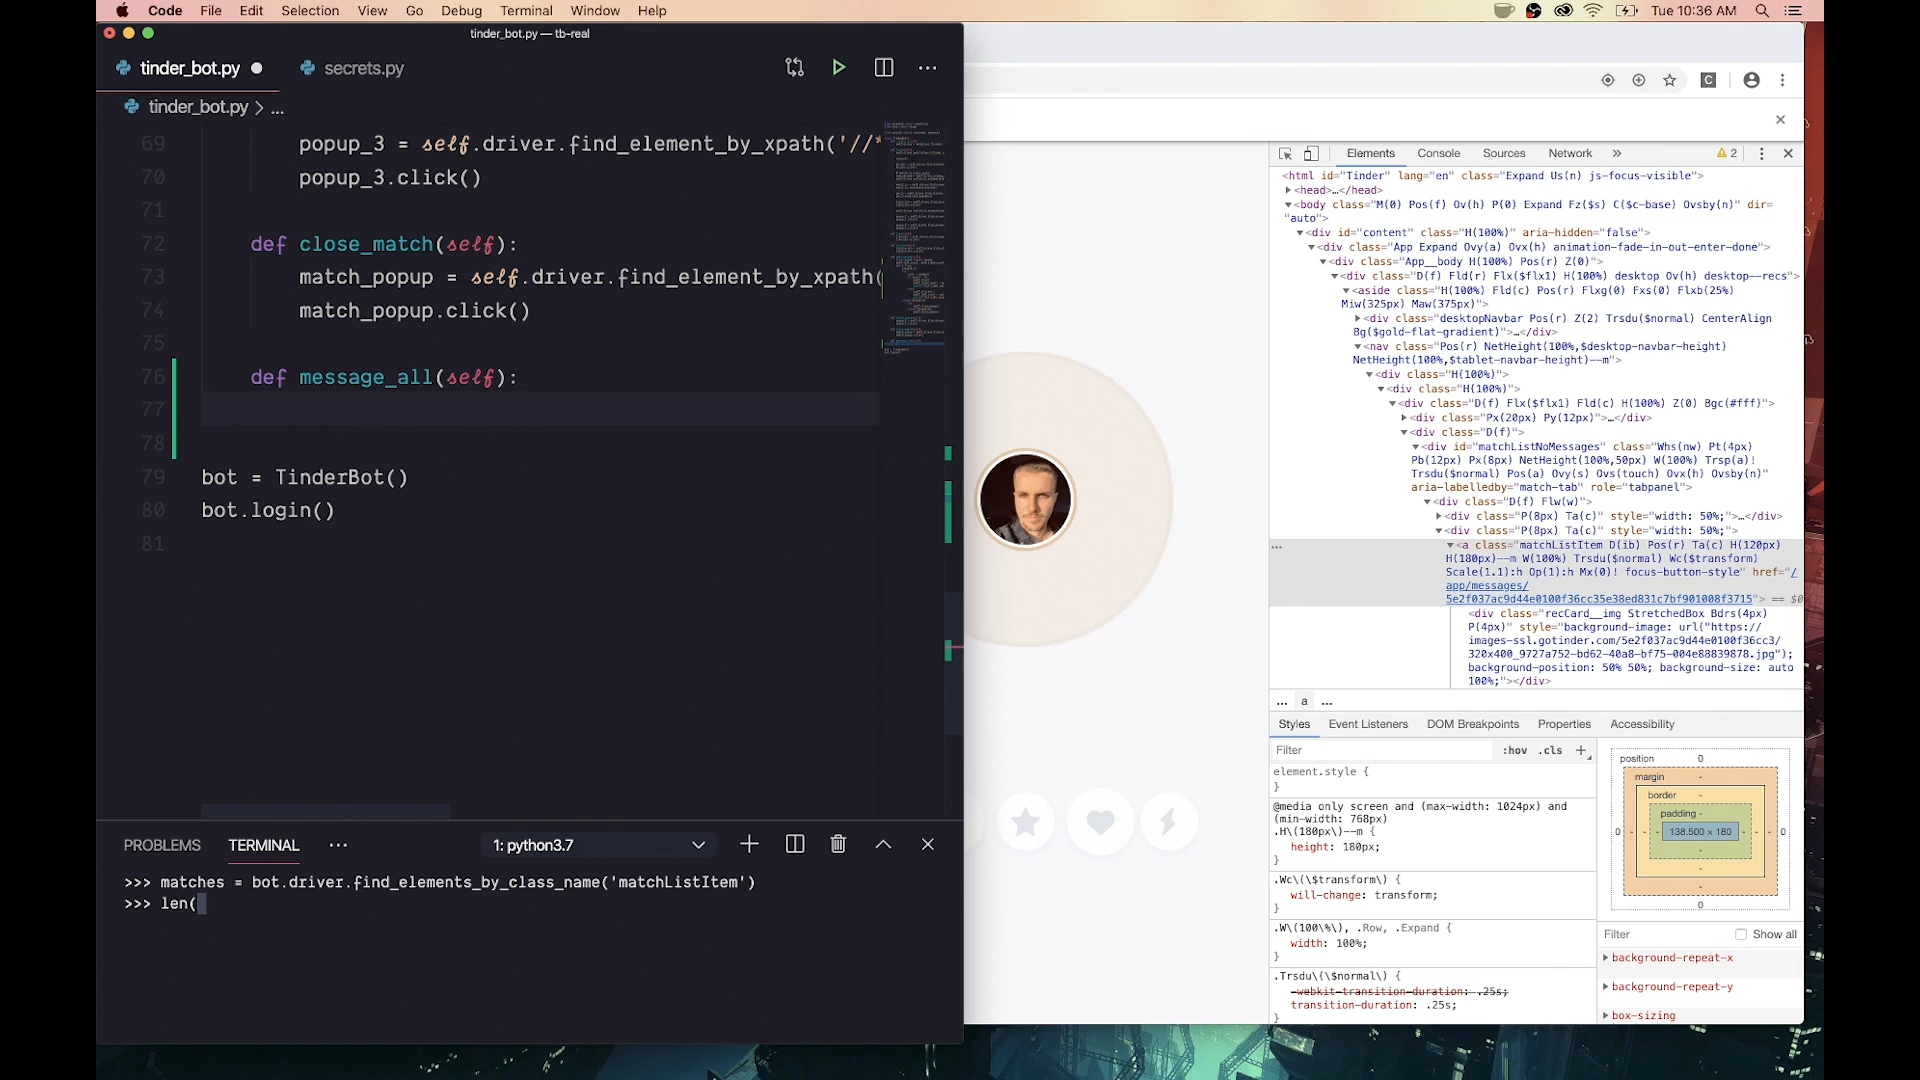 Code File Edit Selection View Go Debug Terminal Window Help
Tue 10:36 AM
tinder_bot.py — tb-real
tinder_bot.py
secrets.py
tinder_bot.py > ...
69 popup_3 = self.driver.find_element_by_xpath('//*
70 popup_3.click()
71
72 def close_match(self):
73 match_popup = self.driver.find_element_by_xpath(
74 match_popup.click()
75
76 def message_all(self):
77
78
79 bot = TinderBot()
80 bot.login()
81
PROBLEMS TERMINAL ... 1: python3.7
>>> matches = bot.driver.find_elements_by_class_name('matchListItem')
>>> len(
Elements Console Sources Network » 2
<html id="Tinder" lang="en" class="Expand Us(n) js-focus-visible">
<head>…</head>
<body class="M(0) Pos(f) Ov(h) P(0) Expand Fz($s) C($c-base) Ovsby(n)" dir=
"auto">
<div id="content" class="H(100%)" aria-hidden="false">
<div class="App Expand Ovy(a) Ovx(h) animation-fade-in-out-enter-done">
<div class="App__body H(100%) Pos(r) Z(0)">
<div class="D(f) Fld(r) Flx($flx1) H(100%) desktop Ov(h) desktop--recs">
<aside class="H(100%) Fld(c) Pos(r) Flxg(0) Fxs(0) Flxb(25%)
Miw(325px) Maw(375px)">
<div class="desktopNavbar Pos(r) Z(2) Trsdu($normal) CenterAlign
Bg($gold-flat-gradient)">…</div>
<nav class="Pos(r) NetHeight(100%,$desktop-navbar-height)
NetHeight(100%,$tablet-navbar-height)--m">
<div class="H(100%)">
<div class="H(100%)">
<div class="D(f) Flx($flx1) Fld(c) H(100%) Z(0) Bgc(#fff)">
<div class="Px(20px) Py(12px)">…</div>
<div class="D(f)">
<div id="matchListNoMessages" class="Whs(nw) Pt(4px)
Pb(12px) Px(8px) NetHeight(100%,50px) W(100%) Trsp(a)!
Trsdu($normal) Pos(a) Ovy(s) Ovs(touch) Ovx(h) Ovsby(n)"
aria-labelledby="match-tab" role="tabpanel">
<div class="D(f) Flw(w)">
<div class="P(8px) Ta(c)" style="width: 50%;">…</div>
<div class="P(8px) Ta(c)" style="width: 50%;">
<a class="matchListItem D(ib) Pos(r) Ta(c) H(120px)
H(180px)--m W(100%) Trsdu($normal) Wc($transform)
Scale(1.1):h Op(1):h Mx(0)! focus-button-style" href="/
app/messages/
5e2f037ac9d44e0100f36cc35e38ed831c7bf901008f3715"> == $0
<div class="recCard__img StretchedBox Bdrs(4px)
P(4px)" style="background-image: url("https://
images-ssl.gotinder.com/5e2f037ac9d44e0100f36cc3/
320x400_9727a752-bd62-40a8-bf75-004e88839878.jpg");
background-position: 50% 50%; background-size: auto
100%;"></div>
... a ...
Styles Event Listeners DOM Breakpoints Properties Accessibility
Filter :hov .cls +
element.style {
}
@media only screen and (max-width: 1024px) and
(min-width: 768px)
.H\(180px\)--m {
height: 180px;
}
.Wc\(\$transform\) {
will-change: transform;
}
.W\(100\%\), .Row, .Expand {
width: 100%;
}
.Trsdu\(\$normal\) {
-webkit-transition-duration: .25s;
transition-duration: .25s;
}
position 0
margin -
border -
padding -
0 - - - 138.500 × 180 - - - 0
-
-
-
0
Filter Show all
background-repeat-x
background-repeat-y
box-sizing